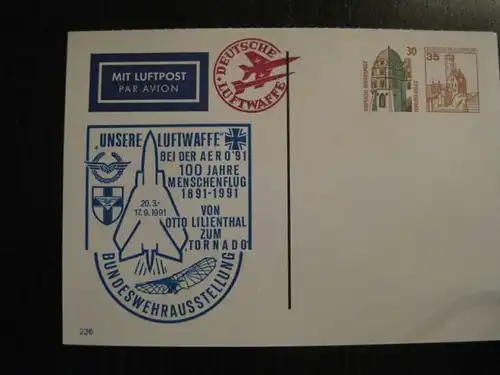 MIT LUFTPOST
PAR AVION
DEUTSCHE
LUFTWAFFE
30
35
"UNSERE LUFTWAFFE"
BEI DER AERO'91
100 JAHRE
MENSCHENFLUG
1891-1991
20.3.-
17.9.1991
VON
OTTO LILIENTHAL
ZUM
"TORNADO"
BUNDESWEHRAUSSTELLUNG
236